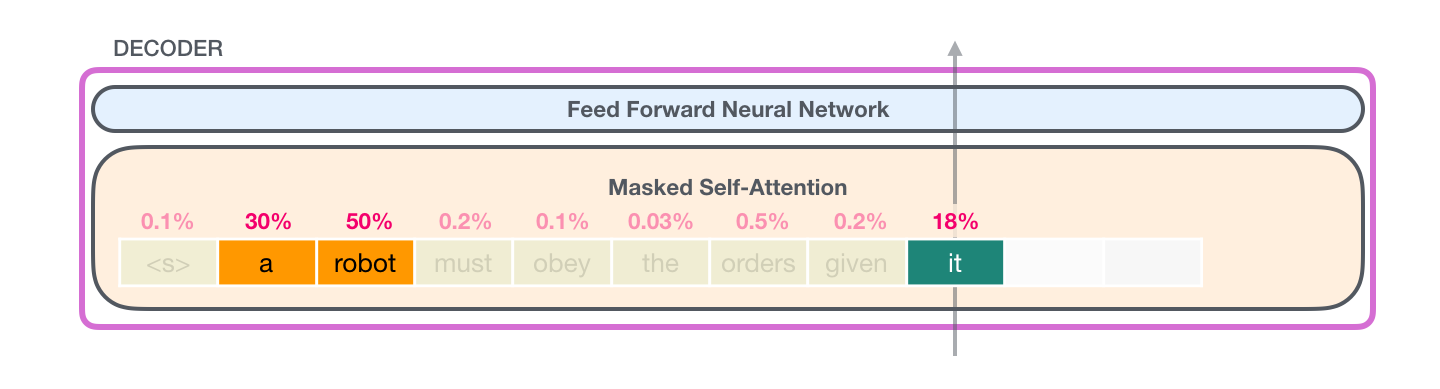 DECODER
Feed Forward Neural Network
Masked Self-Attention
0.1% 30% 50% 0.2% 0.1% 0.03% 0.5% 0.2% 18%
<s> a robot must obey the orders given it